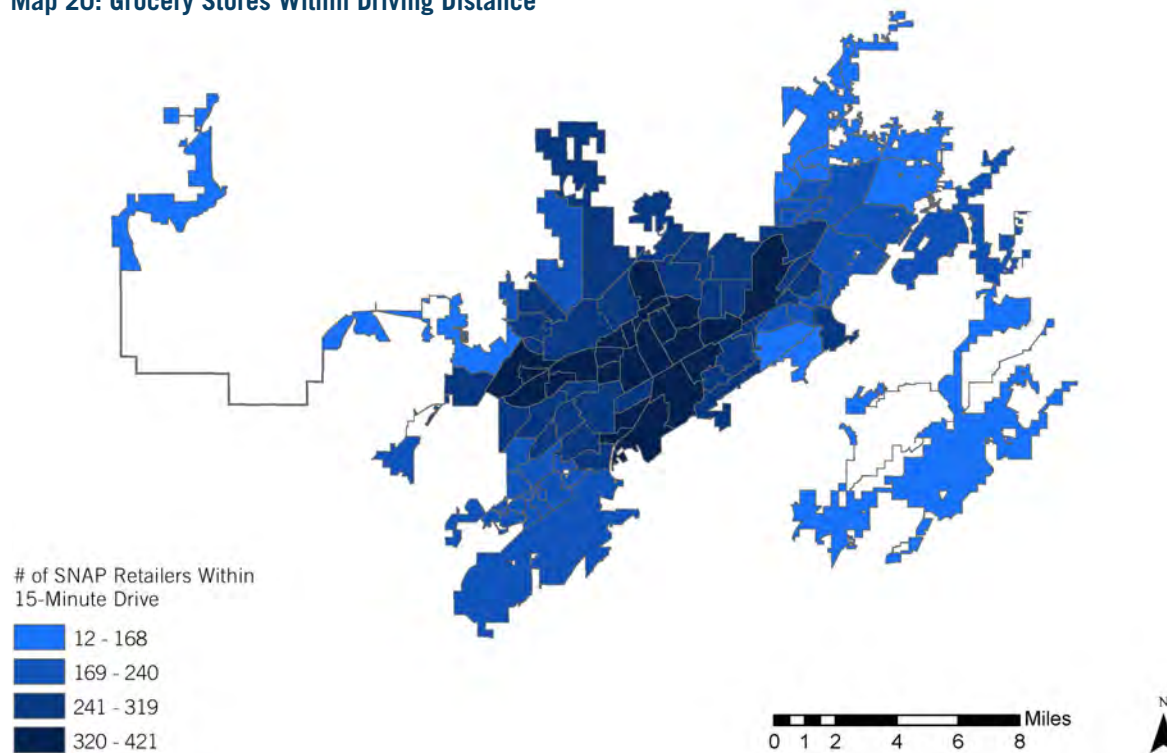 Map 20: Grocery Stores Within Driving Distance
# of SNAP Retailers Within
15-Minute Drive
12 - 168
169 - 240
241 - 319
320 - 421
Miles
0 1 2 4 6 8
N